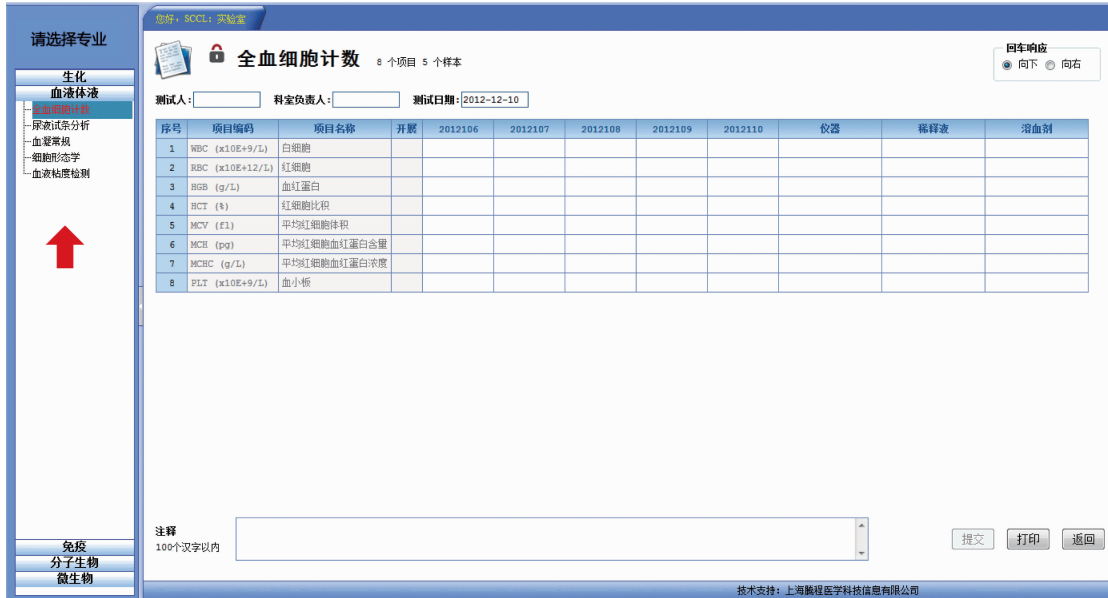 您好，SCCL：实验室
请选择专业
生化
血液体液
全血细胞计数
尿液试条分析
血凝常规
细胞形态学
血液粘度检测
免疫
分子生物
微生物
全血细胞计数 8 个项目 5 个样本
回车响应
向下 向右
测试人： 科室负责人： 测试日期：2012-12-10
序号 项目编码 项目名称 开展 2012106 2012107 2012108 2012109 2012110 仪器 稀释液 溶血剂
1 WBC (x10E+9/L) 白细胞
2 RBC (x10E+12/L) 红细胞
3 HGB (g/L) 血红蛋白
4 HCT (%) 红细胞比积
5 MCV (fl) 平均红细胞体积
6 MCH (pg) 平均红细胞血红蛋白含量
7 MCHC (g/L) 平均红细胞血红蛋白浓度
8 PLT (x10E+9/L) 血小板
注释
100个汉字以内
提交 打印 返回
技术支持：上海腾程医学科技信息有限公司